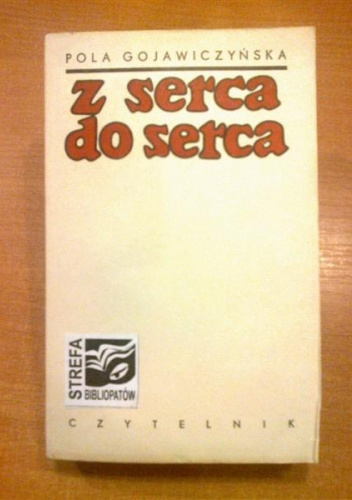 POLA GOJAWICZYŃSKA
z serca
do serca
STREFA
BIBLIOPATÓW
CZYTELNIK